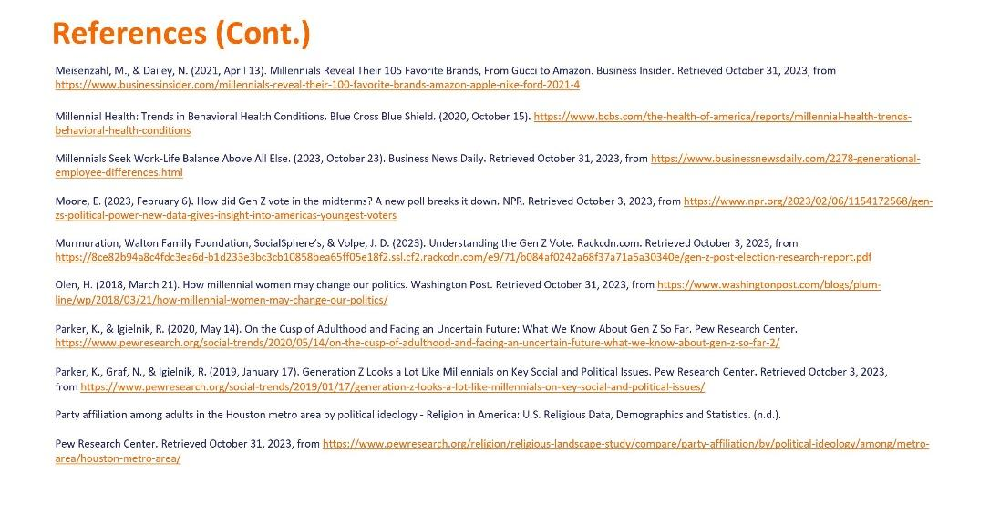 References (Cont.)
Meisenzahl, M., & Dailey, N. (2021, April 13). Millennials Reveal Their 105 Favorite Brands, From Gucci to Amazon. Business Insider. Retrieved October 31, 2023, from
https://www.businessinsider.com/millennials-reveal-their-100-favorite-brands-amazon-apple-nike-ford-2021-4
Millennial Health: Trends in Behavioral Health Conditions. Blue Cross Blue Shield. (2020, October 15). https://www.bcbs.com/the-health-of-america/reports/millennial-health-trends-
behavioral-health-conditions
Millennials Seek Work-Life Balance Above All Else. (2023, October 23). Business News Daily. Retrieved October 31, 2023, from https://www.businessnewsdaily.com/2278-generational-
employee-differences.html
Moore, E. (2023, February 6). How did Gen Z vote in the midterms? A new poll breaks it down. NPR. Retrieved October 3, 2023, from https://www.npr.org/2023/02/06/1154172568/gen-
zs-political-power-new-data-gives-insight-into-americas-youngest-voters
Murmuration, Walton Family Foundation, SocialSphere's, & Volpe, J. D. (2023). Understanding the Gen Z Vote. Rackcdn.com. Retrieved October 3, 2023, from
https://8ce82b94a8c4fdc3ea6d-b1d233e3bc3cb10858bea65ff05e18f2.ssl.cf2.rackcdn.com/e9/71/b084af0242a68f37a71a5a30340e/gen-z-post-election-research-report.pdf
Olen, H. (2018, March 21). How millennial women may change our politics. Washington Post. Retrieved October 31, 2023, from https://www.washingtonpost.com/blogs/plum-
line/wp/2018/03/21/how-millennial-women-may-change-our-politics/
Parker, K., & Igielnik, R. (2020, May 14). On the Cusp of Adulthood and Facing an Uncertain Future: What We Know About Gen Z So Far. Pew Research Center.
https://www.pewresearch.org/social-trends/2020/05/14/on-the-cusp-of-adulthood-and-facing-an-uncertain-future-what-we-know-about-gen-z-so-far-2/
Parker, K., Graf, N., & Igielnik, R. (2019, January 17). Generation Z Looks a Lot Like Millennials on Key Social and Political Issues. Pew Research Center. Retrieved October 3, 2023,
from https://www.pewresearch.org/social-trends/2019/01/17/generation-z-looks-a-lot-like-millennials-on-key-social-and-political-issues/
Party affiliation among adults in the Houston metro area by political ideology - Religion in America: U.S. Religious Data, Demographics and Statistics. (n.d.).
Pew Research Center. Retrieved October 31, 2023, from https://www.pewresearch.org/religion/religious-landscape-study/compare/party-affiliation/by/political-ideology/among/metro-
area/houston-metro-area/